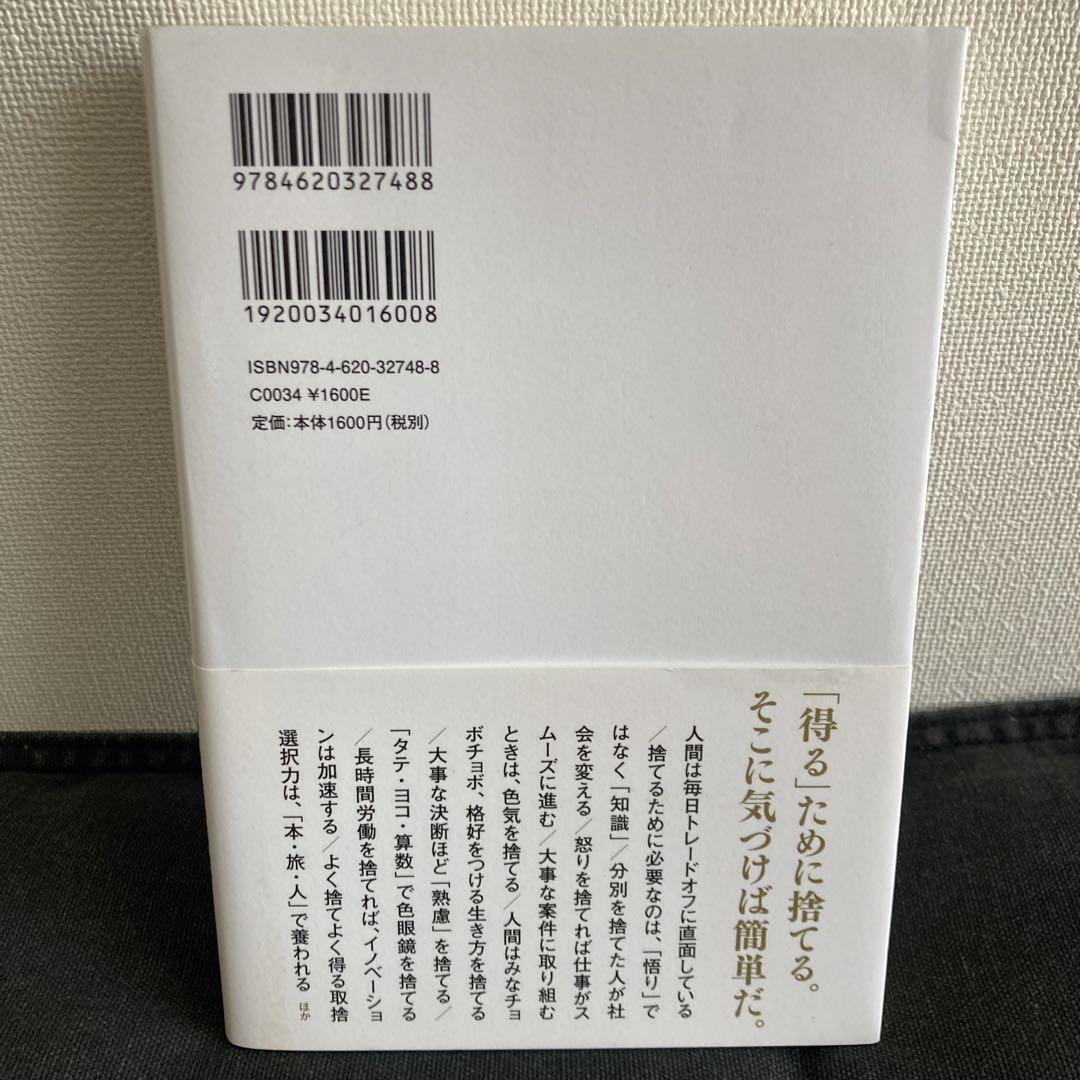 9784620327488
1920034016008
ISBN978-4-620-32748-8
C0034 ¥1600E
定価:本体1600円(税別)
「得る」ために捨てる。
そこに気づけば簡単だ。
人間は毎日トレードオフに直面している
/捨てるために必要なのは、「悟り」で
はなく「知識」/分別を捨てた人が社
会を変える/怒りを捨てれば仕事がス
ムーズに進む/大事な案件に取り組む
ときは、色気を捨てる/人間はみなチョ
ボチョボ、格好をつける生き方を捨てる
/大事な決断ほど「熟慮」を捨てる/
「タテ・ヨコ・算数」で色眼鏡を捨てる
/長時間労働を捨てれば、イノベーショ
ンは加速する/よく捨てよく得る取捨
選択力は、「本・旅・人」で養われる ほか